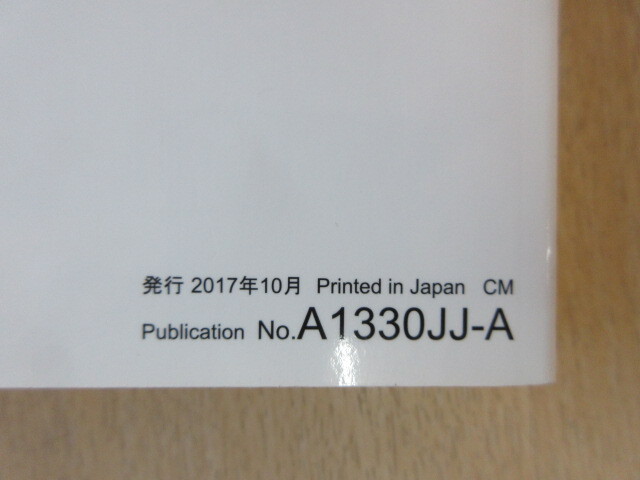 発行 2017年10月 Printed in Japan CM
Publication No.A1330JJ-A